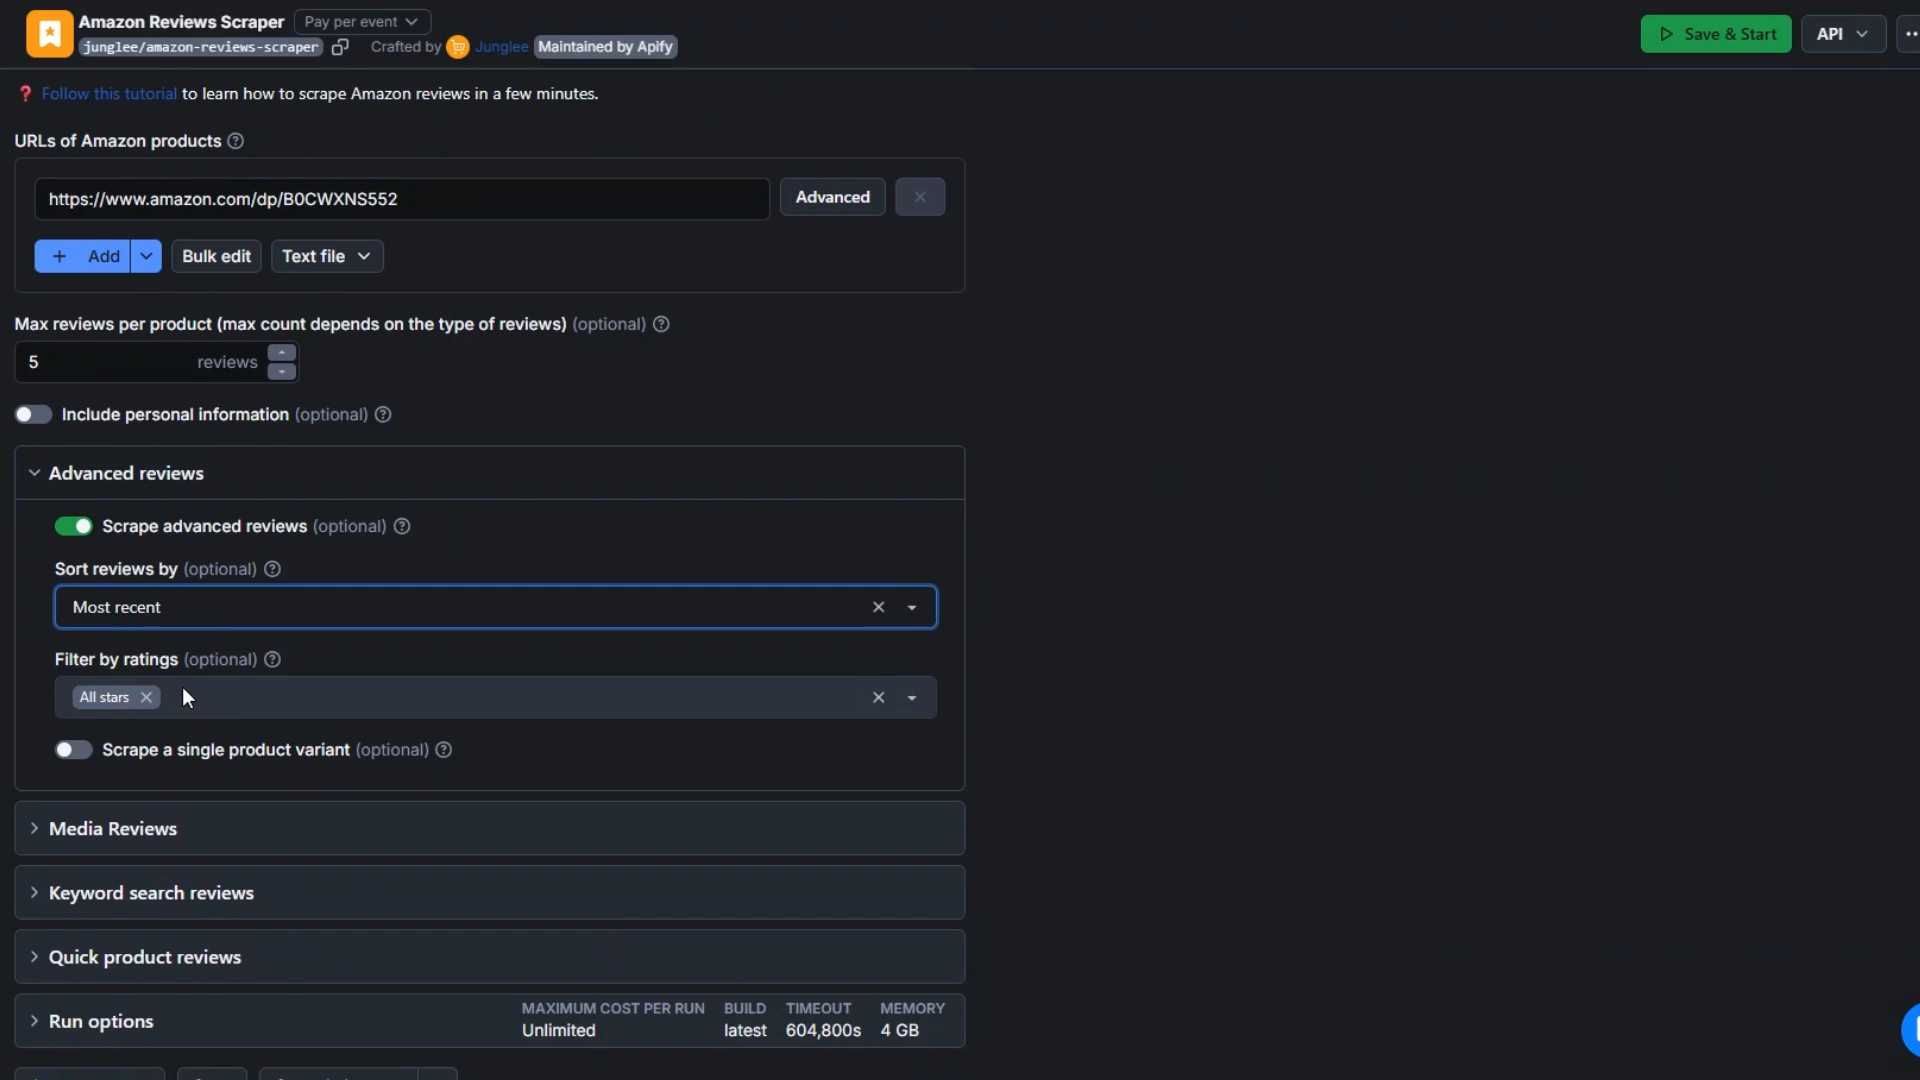 Amazon Reviews Scraper Pay per event
junglee/amazon-reviews-scraper Crafted by Junglee Maintained by Apify
Save & Start API
Follow this tutorial to learn how to scrape Amazon reviews in a few minutes.
URLs of Amazon products
https://www.amazon.com/dp/B0CWXNS552 Advanced
+ Add Bulk edit Text file
Max reviews per product (max count depends on the type of reviews) (optional)
5 reviews
Include personal information (optional)
Advanced reviews
Scrape advanced reviews (optional)
Sort reviews by (optional)
Most recent
Filter by ratings (optional)
All stars
Scrape a single product variant (optional)
Media Reviews
Keyword search reviews
Quick product reviews
Run options
MAXIMUM COST PER RUN BUILD TIMEOUT MEMORY
Unlimited latest 604,800s 4 GB